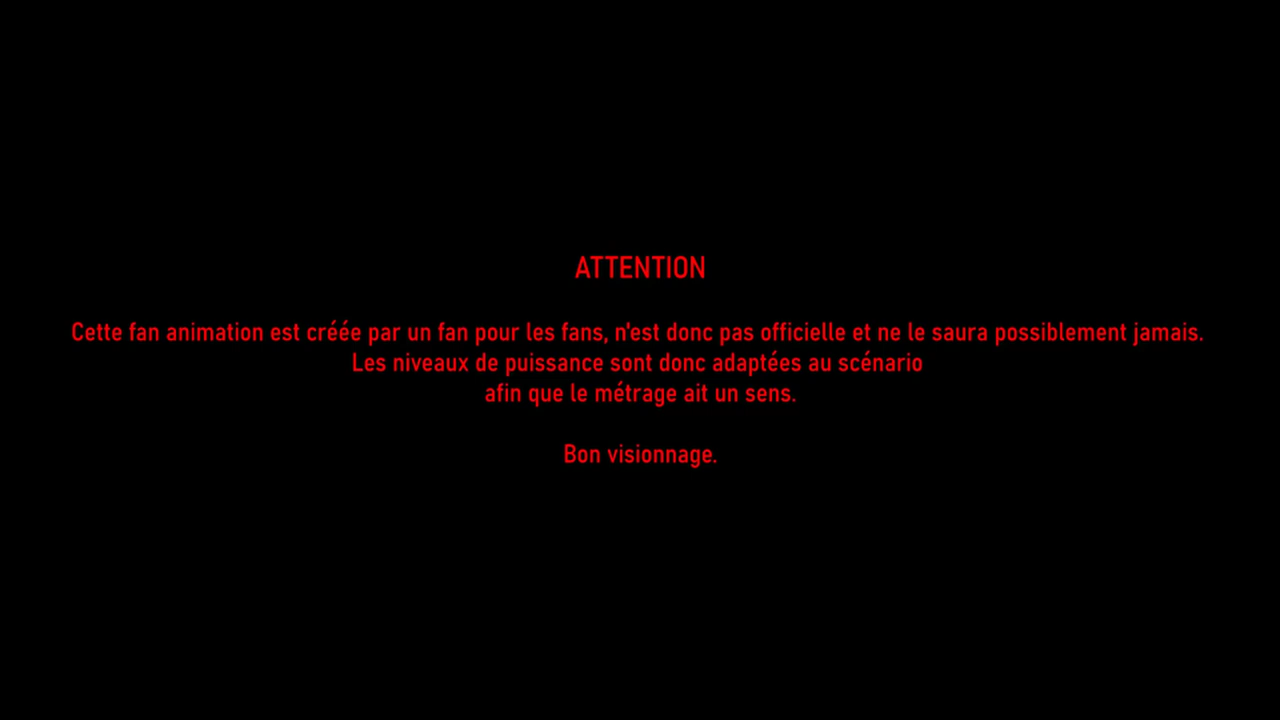 ATTENTION
Cette fan animation est créée par un fan pour les fans, n'est donc pas officielle et ne le saura possiblement jamais.
Les niveaux de puissance sont donc adaptées au scénario
afin que le métrage ait un sens.
Bon visionnage.